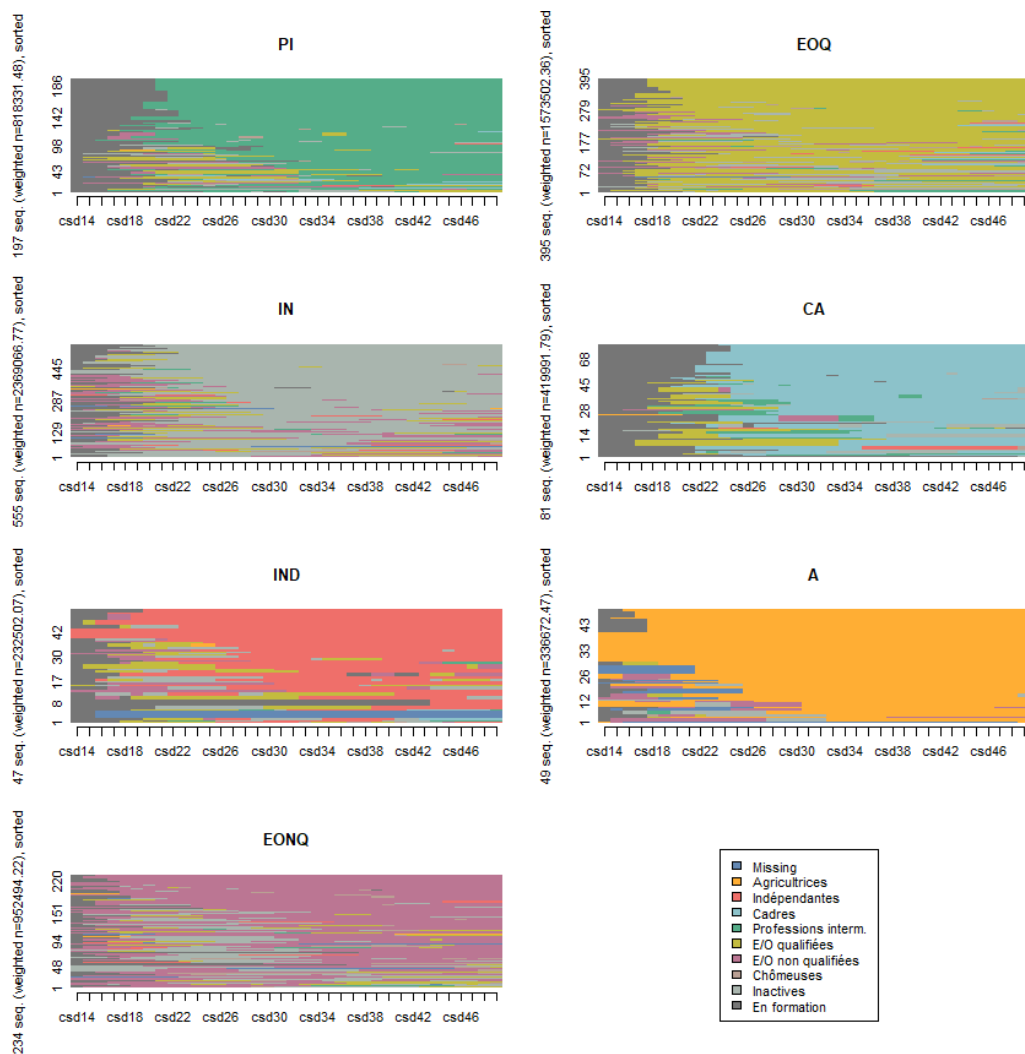 PI
197 seq. (weighted n=818331.48), sorted
186
142
98
43
1
csd14 csd18 csd22 csd26 csd30 csd34 csd38 csd42 csd46
EOQ
395 seq. (weighted n=1573502.36), sorted
395
279
177
72
1
csd14 csd18 csd22 csd26 csd30 csd34 csd38 csd42 csd46
IN
555 seq. (weighted n=2369066.77), sorted
445
287
129
1
csd14 csd18 csd22 csd26 csd30 csd34 csd38 csd42 csd46
CA
81 seq. (weighted n=419991.79), sorted
68
45
28
14
1
csd14 csd18 csd22 csd26 csd30 csd34 csd38 csd42 csd46
IND
47 seq. (weighted n=232502.07), sorted
42
30
17
8
1
csd14 csd18 csd22 csd26 csd30 csd34 csd38 csd42 csd46
A
49 seq. (weighted n=336672.47), sorted
43
33
26
12
1
csd14 csd18 csd22 csd26 csd30 csd34 csd38 csd42 csd46
EONQ
234 seq. (weighted n=952494.22), sorted
220
151
94
48
1
csd14 csd18 csd22 csd26 csd30 csd34 csd38 csd42 csd46
Missing
Agricultrices
Indépendantes
Cadres
Professions interm.
E/O qualifiées
E/O non qualifiées
Chômeuses
Inactives
En formation